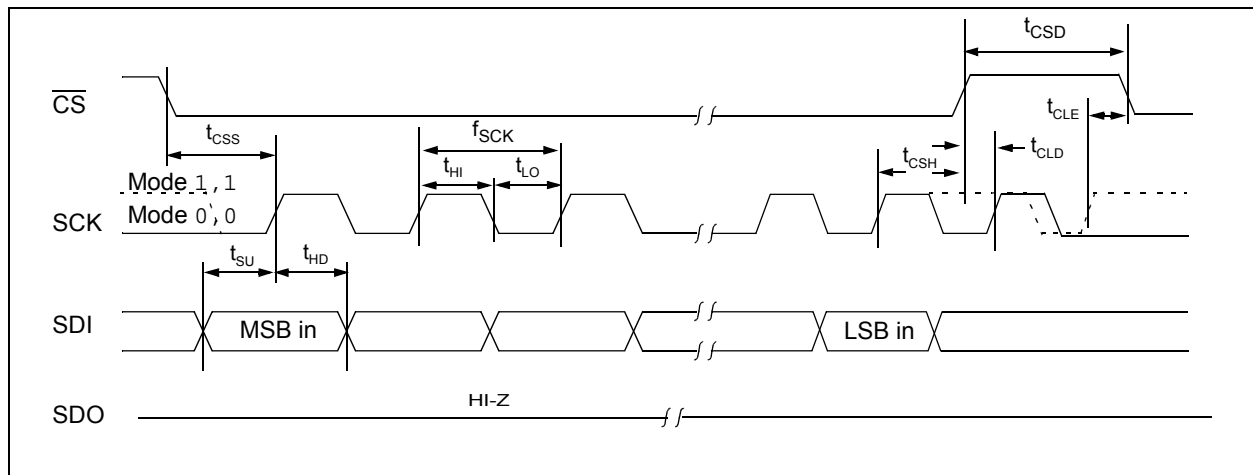 tCSD
CS
tCLE
tCSS
fSCK
tCSH
tCLD
tHI
tLO
Mode 1,1
Mode 0,0
SCK
tSU
tHD
SDI
MSB in
LSB in
HI-Z
SDO